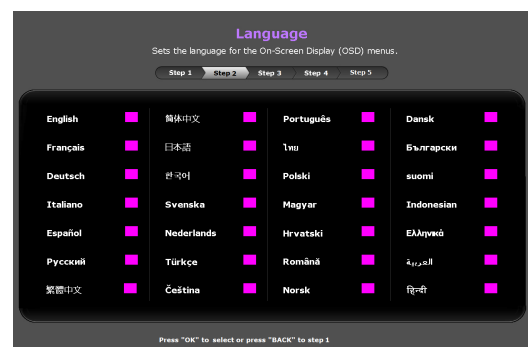 Language
Sets the language for the On-Screen Display (OSD) menus.
Step 1 Step 2 Step 3 Step 4 Step 5
English 簡体中文 Português Dansk
Français 日本語 ไทย Български
Deutsch 한국어 Polski suomi
Italiano Svenska Magyar Indonesian
Español Nederlands Hrvatski Ελληνικά
Русский Türkçe Română العربية
繁體中文 Čeština Norsk हिन्दी
Press "OK" to select or press "BACK" to step 1